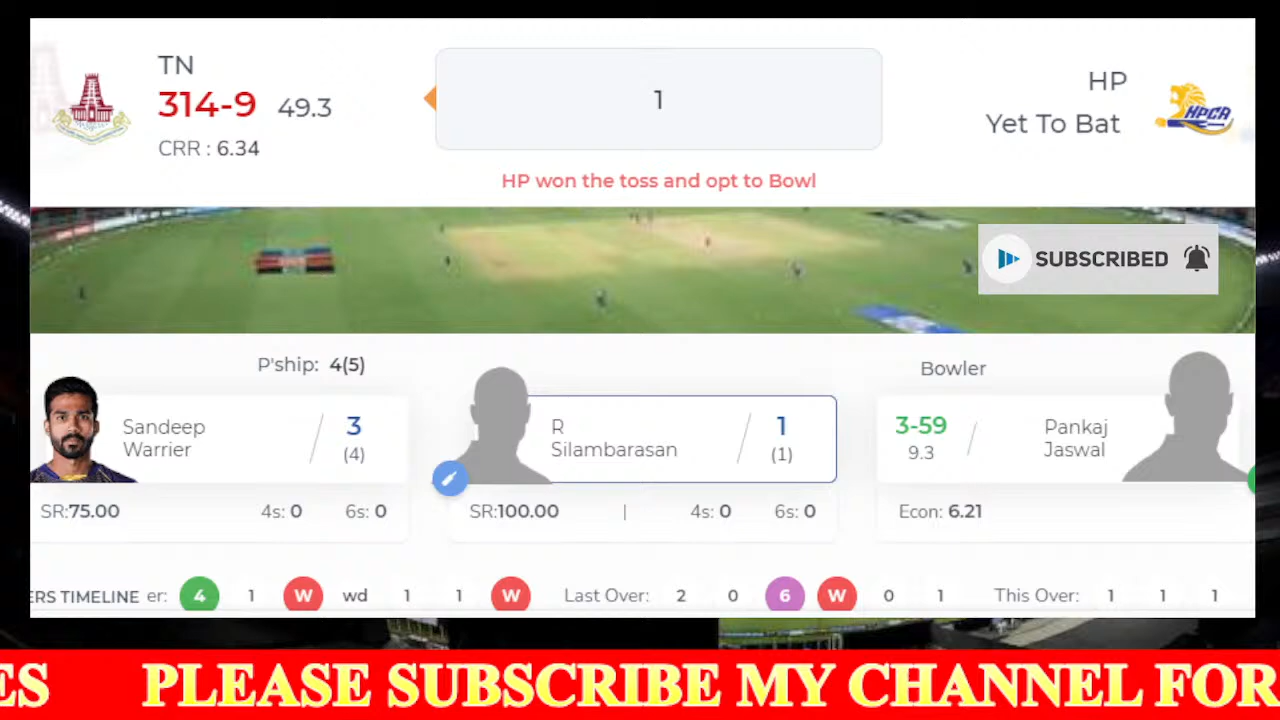 TN
314-9 49.3
CRR : 6.34
1
HP won the toss and opt to Bowl
HP
Yet To Bat
HPCA
SUBSCRIBED
P'ship: 4(5)
Sandeep Warrier
3
(4)
SR:75.00 4s: 0 6s: 0
R Silambarasan
1
(1)
SR:100.00 | 4s: 0 6s: 0
Bowler
3-59
9.3
Pankaj Jaswal
Econ: 6.21
ERS TIMELINE er: 4 1 W wd 1 1 W Last Over: 2 0 6 W 0 1 This Over: 1 1 1
ES PLEASE SUBSCRIBE MY CHANNEL FOR